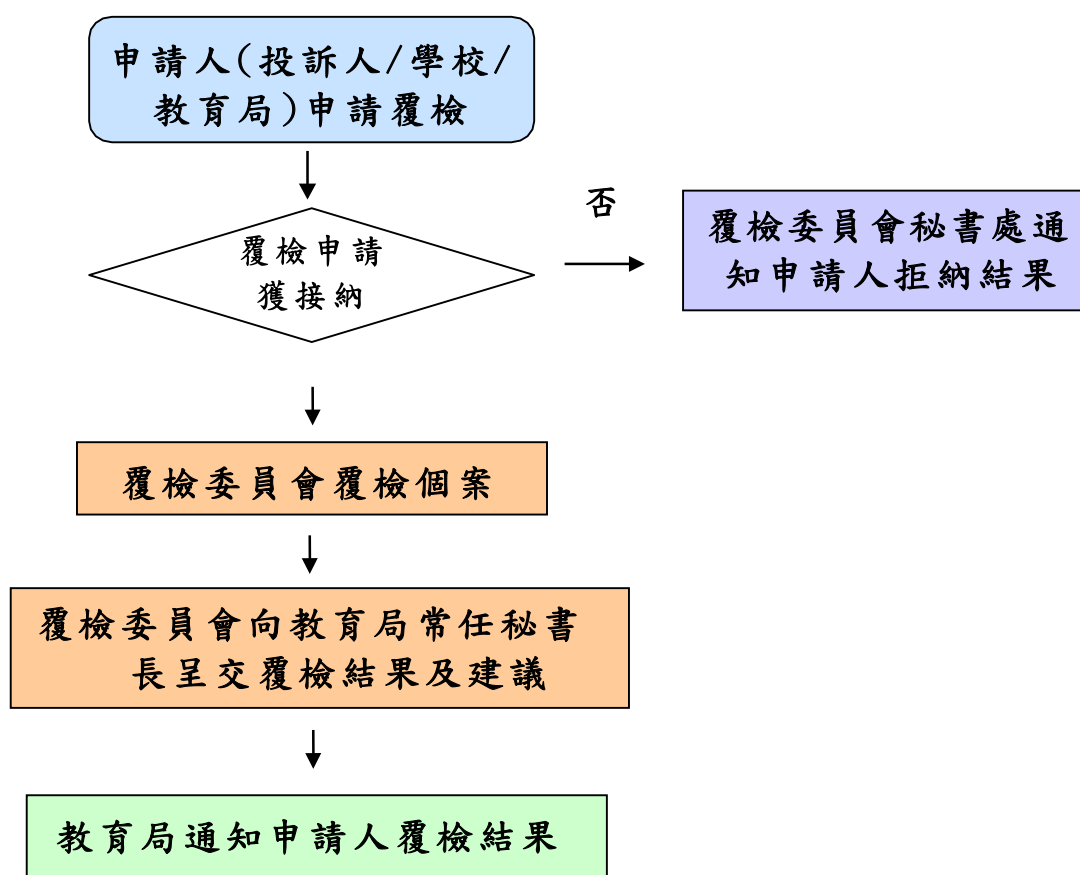 申請人(投訴人/學校/
教育局)申請覆檢
覆檢申請
獲接納
否
覆檢委員會秘書處通
知申請人拒納結果
覆檢委員會覆檢個案
覆檢委員會向教育局常任秘書
長呈交覆檢結果及建議
教育局通知申請人覆檢結果